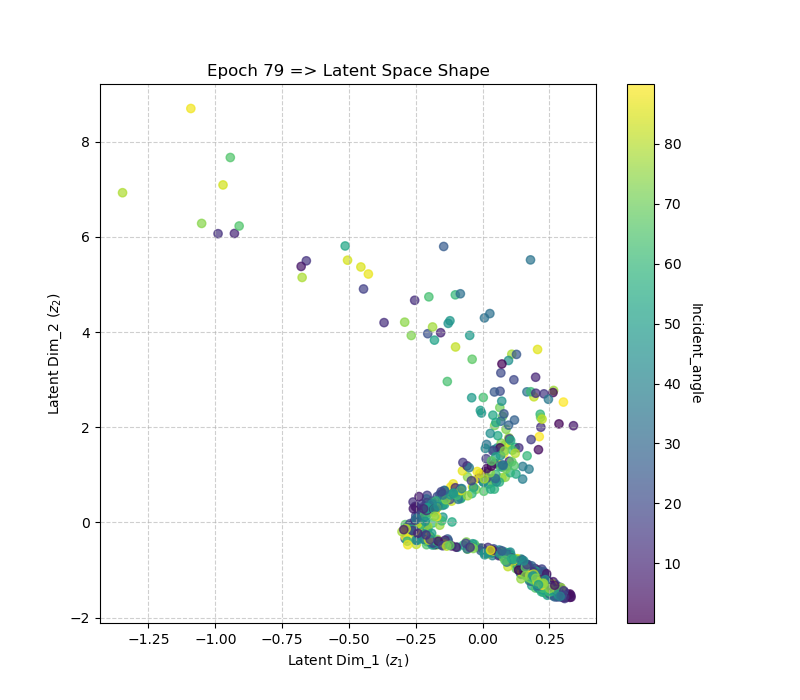 Epoch 79 => Latent Space Shape
8
6
4
2
0
−2
Latent Dim_2 (z₂)
−1.25 −1.00 −0.75 −0.50 −0.25 0.00 0.25
Latent Dim_1 (z₁)
80
70
60
50
40
30
20
10
Incident_angle